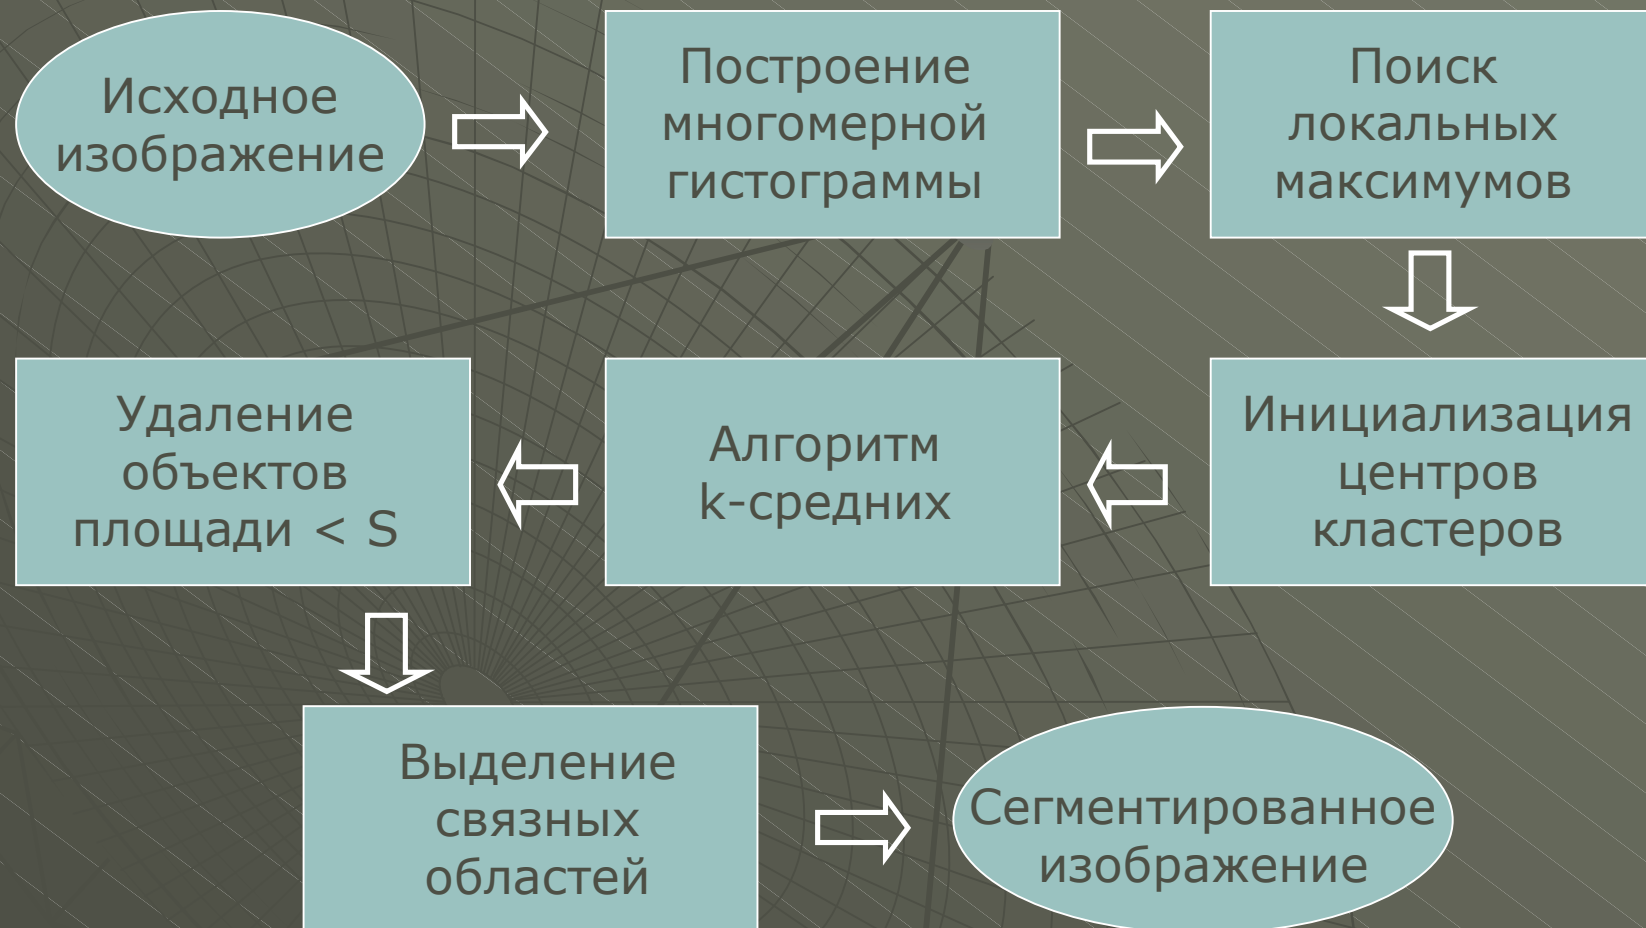 Исходное
изображение
Построение
многомерной
гистограммы
Поиск
локальных
максимумов
Инициализация
центров
кластеров
Алгоритм
k-средних
Удаление
объектов
площади < S
Выделение
связных
областей
Сегментированное
изображение